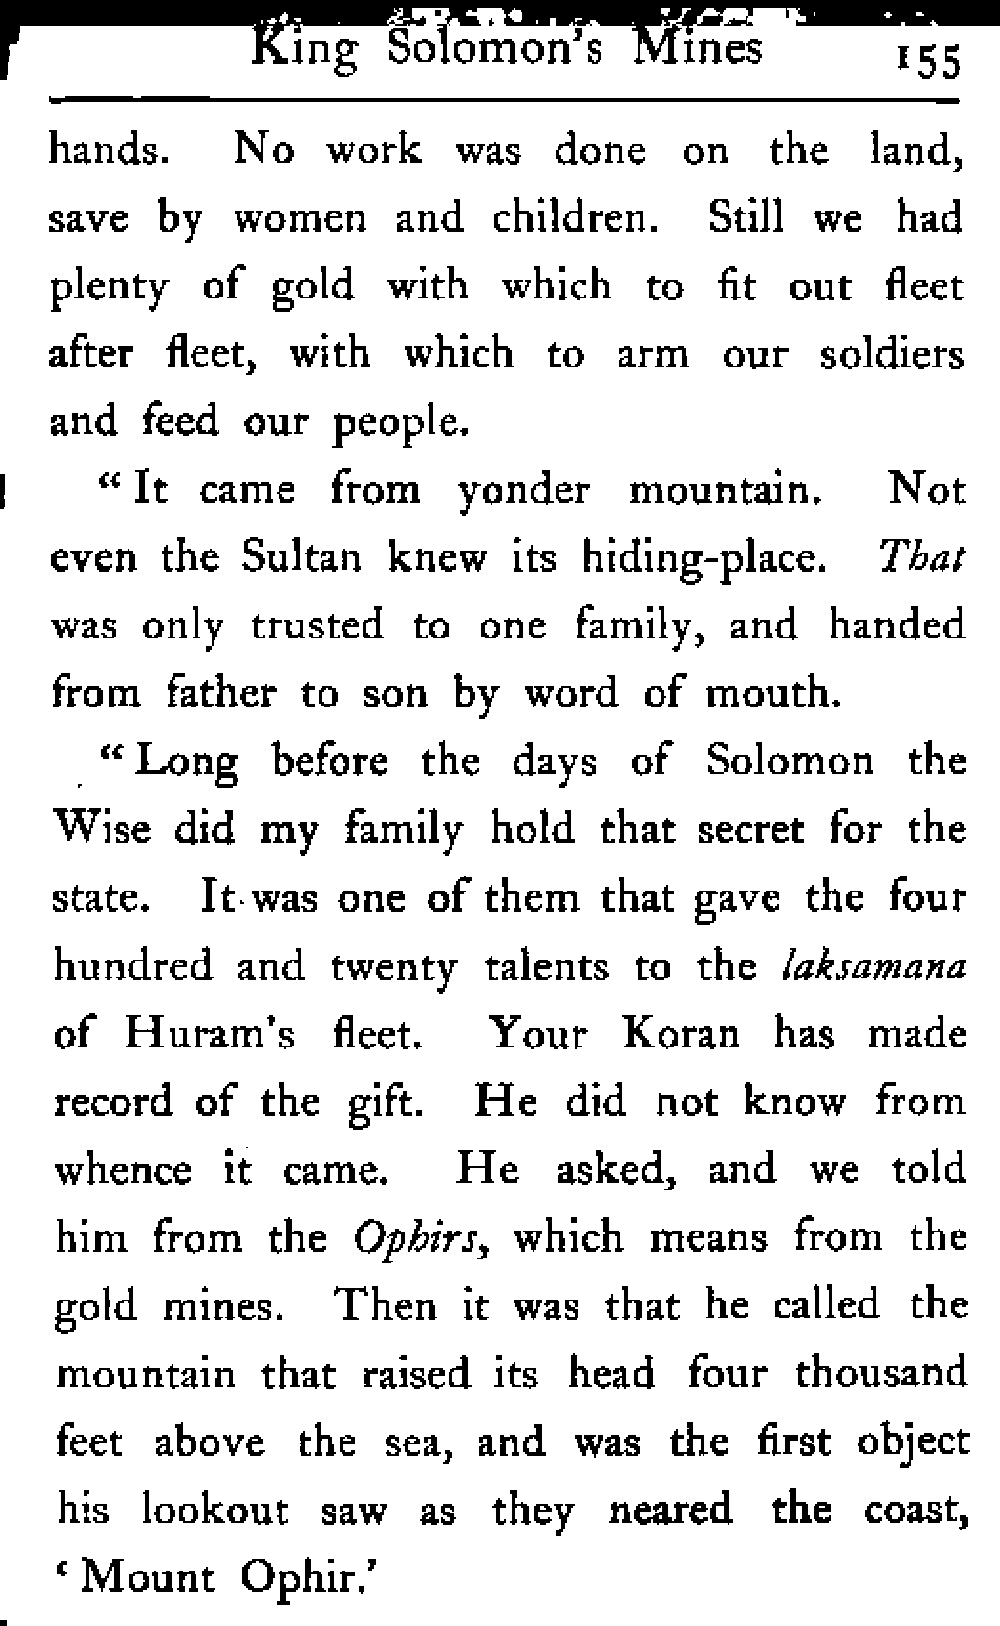 King Solomon's Mines 155
hands. No work was done on the land,
save by women and children. Still we had
plenty of gold with which to fit out fleet
after fleet, with which to arm our soldiers
and feed our people.
“ It came from yonder mountain. Not
even the Sultan knew its hiding-place. That
was only trusted to one family, and handed
from father to son by word of mouth.
“ Long before the days of Solomon the
Wise did my family hold that secret for the
state. It was one of them that gave the four
hundred and twenty talents to the laksamana
of Huram's fleet. Your Koran has made
record of the gift. He did not know from
whence it came. He asked, and we told
him from the Ophirs, which means from the
gold mines. Then it was that he called the
mountain that raised its head four thousand
feet above the sea, and was the first object
his lookout saw as they neared the coast,
‘ Mount Ophir.’